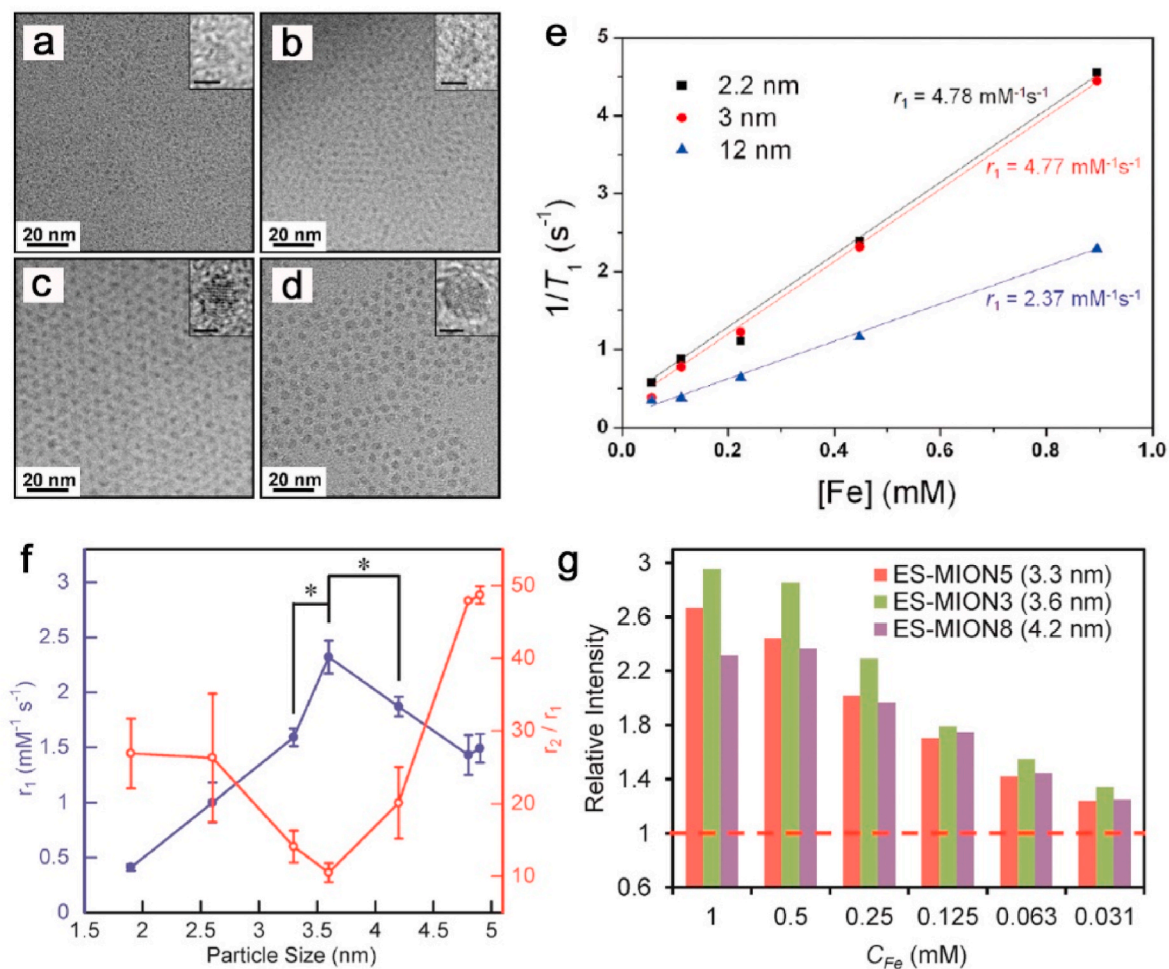 a
20 nm
b
20 nm
c
20 nm
d
20 nm
e
5
4
3
2
1
0
1/T₁ (s⁻¹)
2.2 nm
3 nm
12 nm
r₁ = 4.78 mM⁻¹s⁻¹
r₁ = 4.77 mM⁻¹s⁻¹
r₁ = 2.37 mM⁻¹s⁻¹
0.0 0.2 0.4 0.6 0.8 1.0
[Fe] (mM)
f
3
2.5
2
1.5
1
0.5
0
r₁ (mM⁻¹ s⁻¹)
* *
50
40
30
20
10
r₂ / r₁
1.5 2 2.5 3 3.5 4 4.5 5
Particle Size (nm)
g
3
2.6
2.2
1.8
1.4
1
0.6
Relative Intensity
ES-MION5 (3.3 nm)
ES-MION3 (3.6 nm)
ES-MION8 (4.2 nm)
1 0.5 0.25 0.125 0.063 0.031
C_Fe (mM)